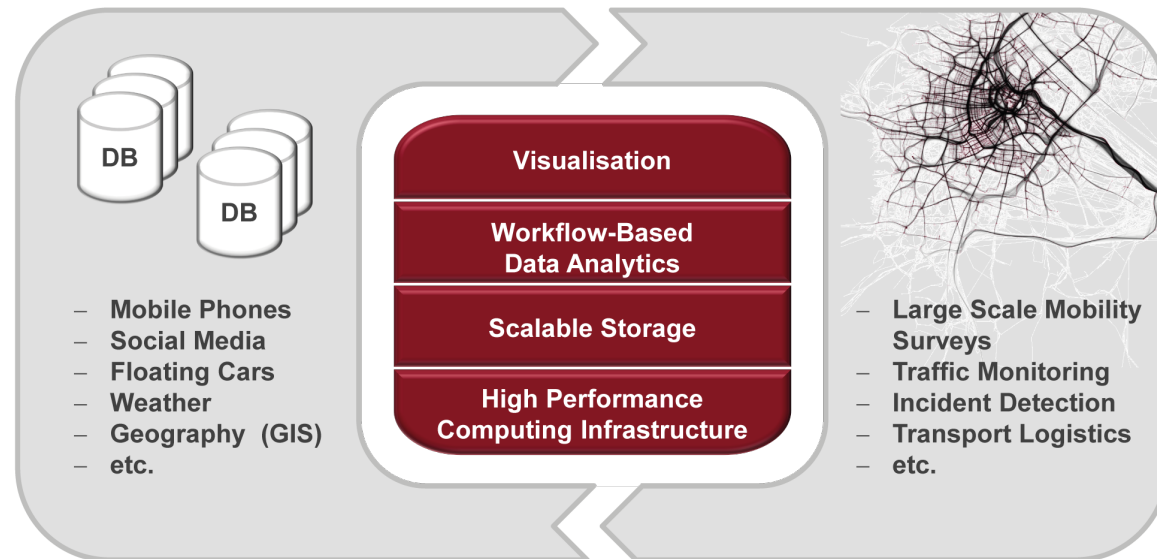 DB
DB
– Mobile Phones
– Social Media
– Floating Cars
– Weather
– Geography (GIS)
– etc.
Visualisation
Workflow-Based
Data Analytics
Scalable Storage
High Performance
Computing Infrastructure
– Large Scale Mobility
Surveys
– Traffic Monitoring
– Incident Detection
– Transport Logistics
– etc.